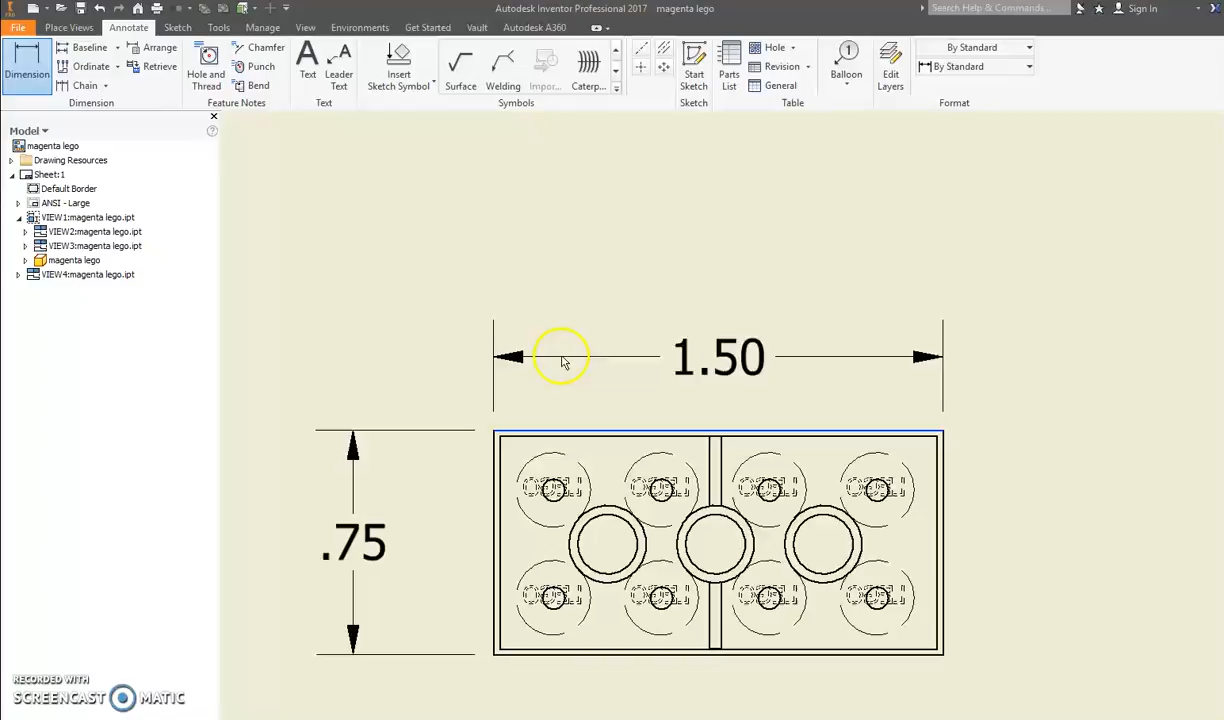 Autodesk Inventor Professional 2017 magenta lego
Search Help & Commands...
Sign In
File Place Views Annotate Sketch Tools Manage View Environments Get Started Vault Autodesk A360
Dimension
Baseline
Ordinate
Chain
Arrange
Retrieve
Dimension
Hole and Thread
Chamfer
Punch
Bend
Feature Notes
Text
Leader Text
Text
Insert Sketch Symbol
Surface
Welding
Impor...
Caterp...
Symbols
Start Sketch
Sketch
Parts List
Hole
Revision
General
Table
1
Balloon
Edit Layers
By Standard
By Standard
Format
Model
magenta lego
Drawing Resources
Sheet:1
Default Border
ANSI - Large
VIEW1:magenta lego.ipt
VIEW2:magenta lego.ipt
VIEW3:magenta lego.ipt
magenta lego
VIEW4:magenta lego.ipt
1.50
.75
RECORDED WITH
SCREENCAST MATIC